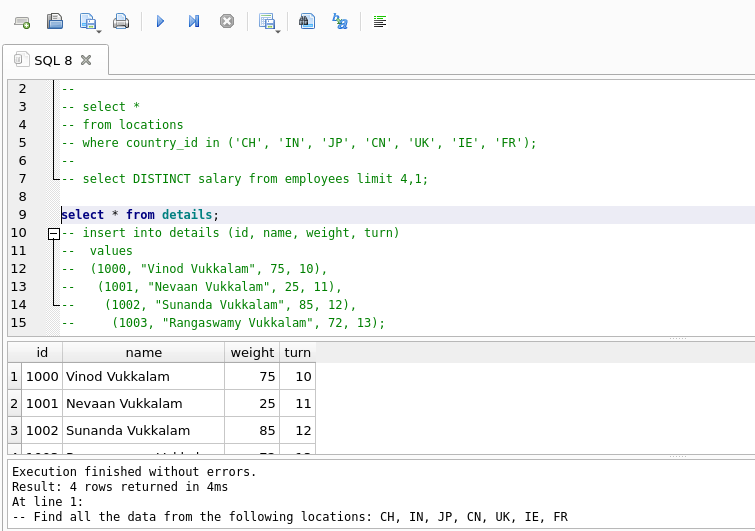 SQL 8
2 --
3 -- select *
4 -- from locations
5 -- where country_id in ('CH', 'IN', 'JP', 'CN', 'UK', 'IE', 'FR');
6 --
7 -- select DISTINCT salary from employees limit 4,1;
8
9 select * from details;
10 -- insert into details (id, name, weight, turn)
11 --  values
12 --  (1000, "Vinod Vukkalam", 75, 10),
13 --   (1001, "Nevaan Vukkalam", 25, 11),
14 --    (1002, "Sunanda Vukkalam", 85, 12),
15 --     (1003, "Rangaswamy Vukkalam", 72, 13);
id name weight turn
1 1000 Vinod Vukkalam 75 10
2 1001 Nevaan Vukkalam 25 11
3 1002 Sunanda Vukkalam 85 12
Execution finished without errors.
Result: 4 rows returned in 4ms
At line 1:
-- Find all the data from the following locations: CH, IN, JP, CN, UK, IE, FR